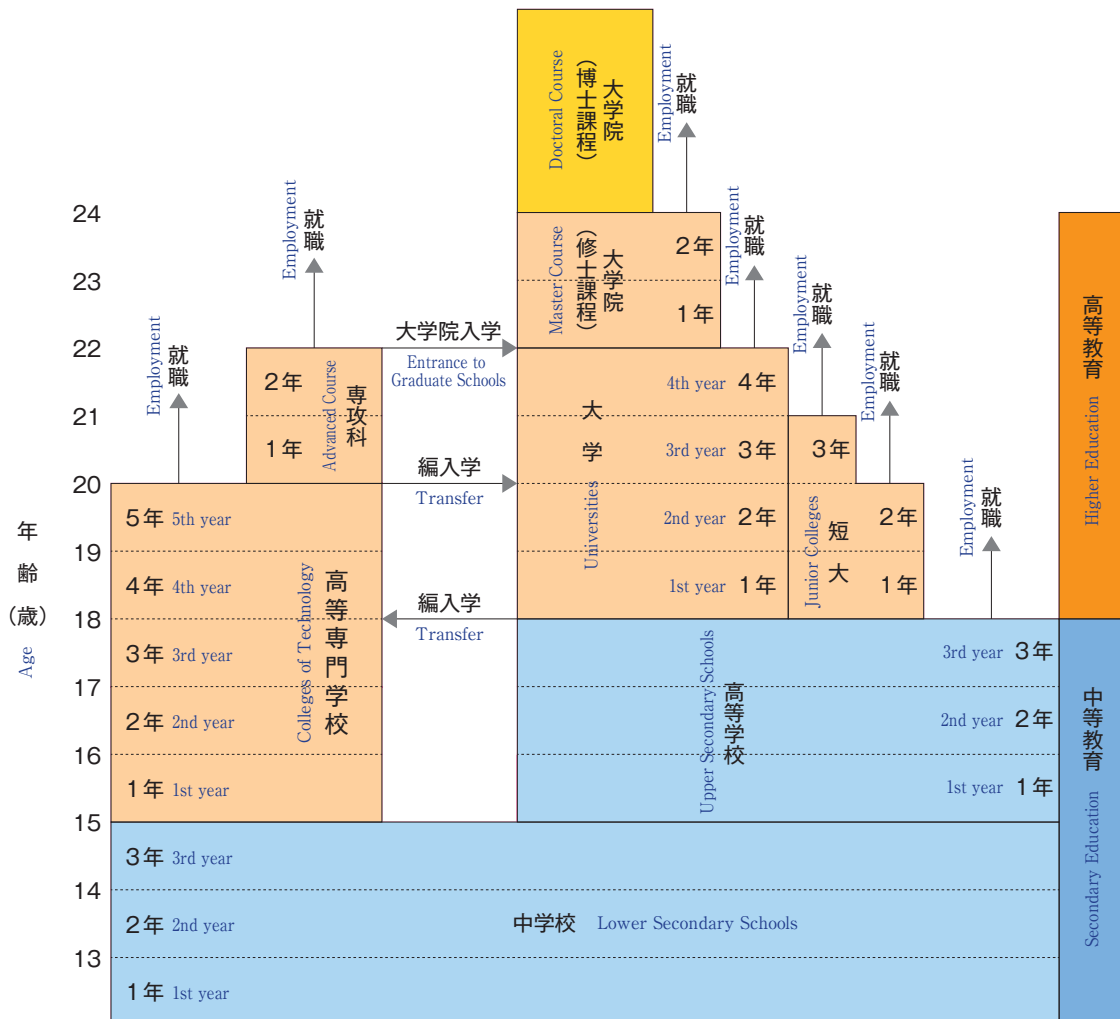 大学院
（博士課程）
Doctoral Course
就職
Employment
24
23
22
21
20
19
18
17
16
15
14
13
年齢（歳）
Age
大学院
（修士課程）
Master Course
2年
1年
就職
Employment
就職
Employment
就職
Employment
就職
Employment
就職
Employment
就職
Employment
大学院入学
Entrance to
Graduate Schools
編入学
Transfer
編入学
Transfer
専攻科
Advanced Course
2年
1年
高等専門学校
Colleges of Technology
5年 5th year
4年 4th year
3年 3rd year
2年 2nd year
1年 1st year
大学
Universities
4th year 4年
3rd year 3年
2nd year 2年
1st year 1年
短大
Junior Colleges
3年
2年
1年
高等学校
Upper Secondary Schools
3rd year 3年
2nd year 2年
1st year 1年
中学校 Lower Secondary Schools
3年 3rd year
2年 2nd year
1年 1st year
高等教育
Higher Education
中等教育
Secondary Education